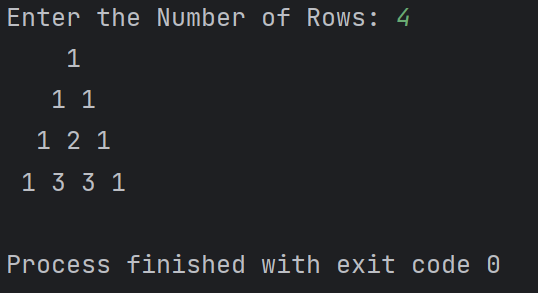 Enter the Number of Rows: 4
    1
   1 1
  1 2 1
 1 3 3 1
Process finished with exit code 0